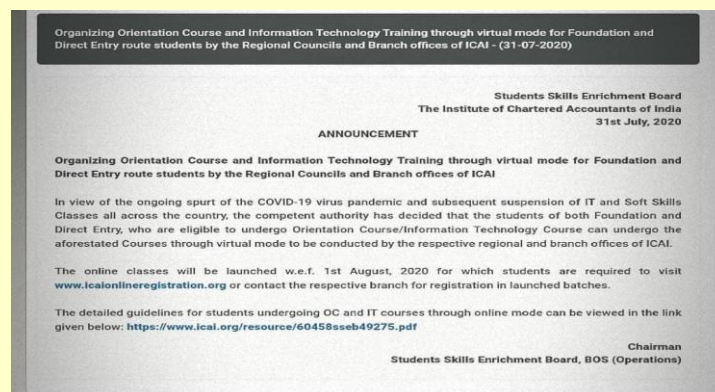 Organizing Orientation Course and Information Technology Training through virtual mode for Foundation and
Direct Entry route students by the Regional Councils and Branch offices of ICAI - (31-07-2020)
Students Skills Enrichment Board
The Institute of Chartered Accountants of India
31st July, 2020
ANNOUNCEMENT
Organizing Orientation Course and Information Technology Training through virtual mode for Foundation and
Direct Entry route students by the Regional Councils and Branch offices of ICAI
In view of the ongoing spurt of the COVID-19 virus pandemic and subsequent suspension of IT and Soft Skills
Classes all across the country, the competent authority has decided that the students of both Foundation and
Direct Entry, who are eligible to undergo Orientation Course/Information Technology Course can undergo the
aforestated Courses through virtual mode to be conducted by the respective regional and branch offices of ICAI.
The online classes will be launched w.e.f. 1st August, 2020 for which students are required to visit
www.icaionlineregistration.org or contact the respective branch for registration in launched batches.
The detailed guidelines for students undergoing OC and IT courses through online mode can be viewed in the link
given below: https://www.icai.org/resource/60458sseb49275.pdf
Chairman
Students Skills Enrichment Board, BOS (Operations)